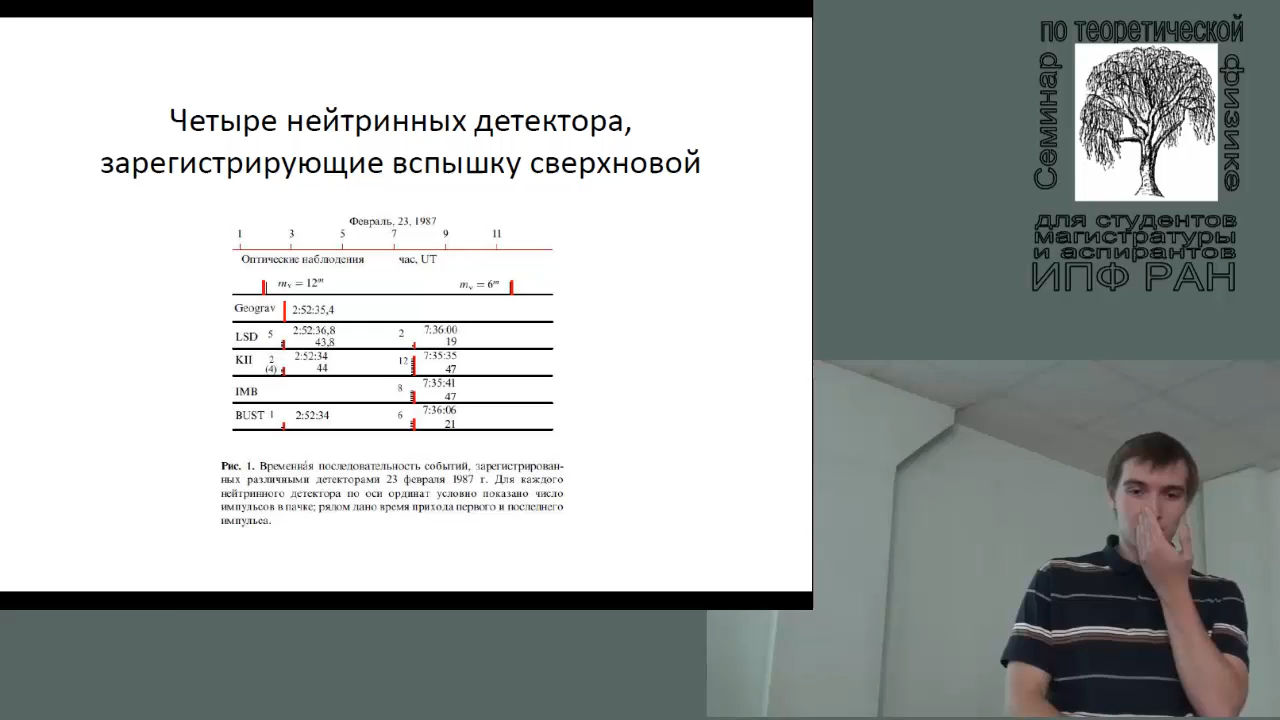 Четыре нейтринных детектора,
зарегистрирующие вспышку сверхновой
Февраль, 23, 1987
1 3 5 7 9 11
Оптические наблюдения час, UT
mᵥ = 12ᵐ mᵥ = 6ᵐ
Geograv 2:52:35,4
LSD 5 2:52:36,8 2 7:36:00
43,8 19
KII 2 2:52:34 12 7:35:35
(4) 44 47
IMB 8 7:35:41
47
BUST 1 2:52:34 6 7:36:06
21
Рис. 1. Временная последовательность событий, зарегистрирован-
ных различными детекторами 23 февраля 1987 г. Для каждого
нейтринного детектора по оси ординат условно показано число
импульсов в пачке; рядом дано время прихода первого и последнего
импульса.
Семинар
по теоретической
физике
для студентов
магистратуры
и аспирантов
ИПФ РАН